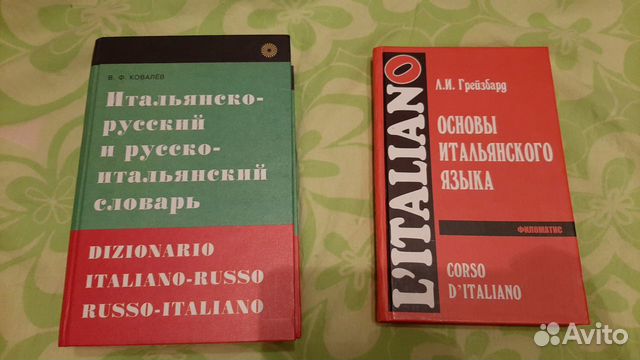 В. Ф. КОВАЛЁВ
Итальянско-
русский
и русско-
итальянский
словарь
DIZIONARIO
ITALIANO-RUSSO
RUSSO-ITALIANO
L'ITALIANO
Л.И. Грейзбард
ОСНОВЫ
ИТАЛЬЯНСКОГО
ЯЗЫКА
ФИЛОМАТИС
CORSO
D'ITALIANO
Avito